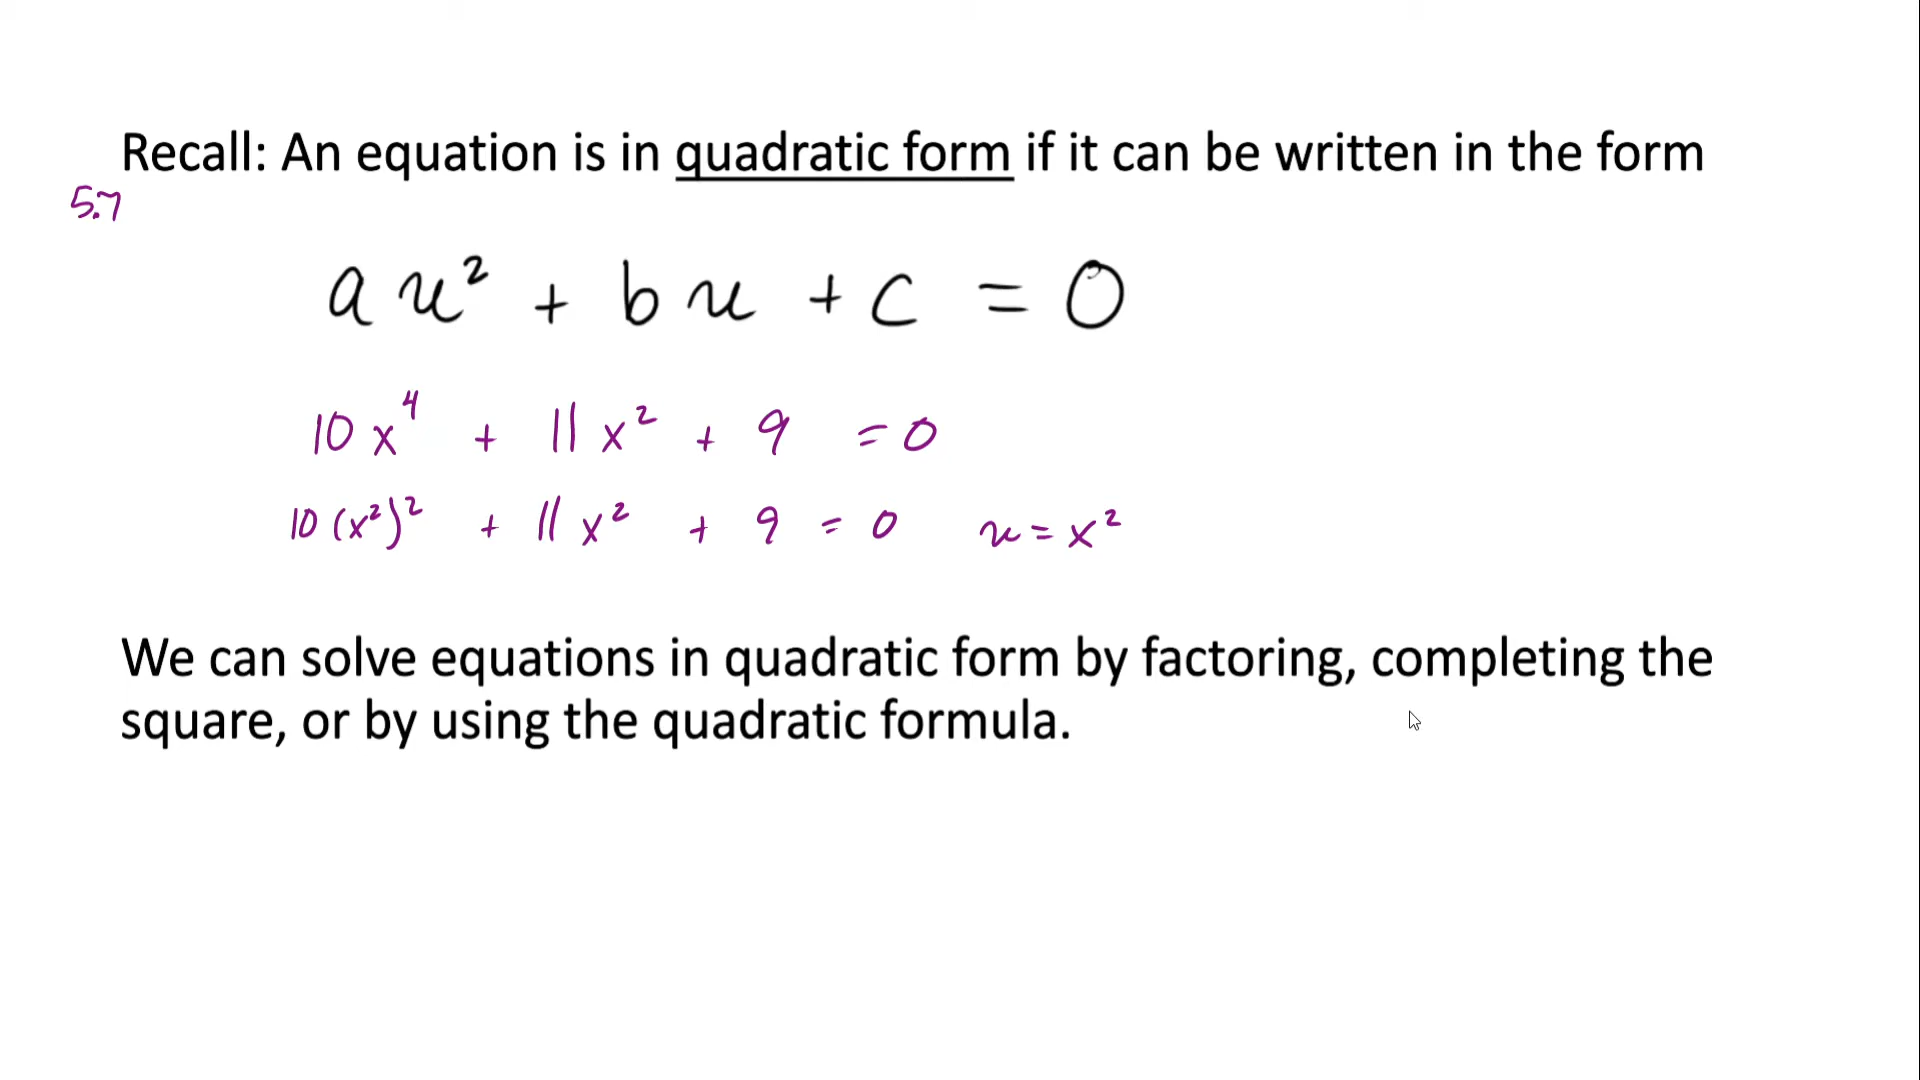 Recall: An equation is in quadratic form if it can be written in the form
5.7
au² + bu + c = 0
10x⁴ + 11x² + 9 = 0
10(x²)² + 11x² + 9 = 0 u = x²
We can solve equations in quadratic form by factoring, completing the
square, or by using the quadratic formula.